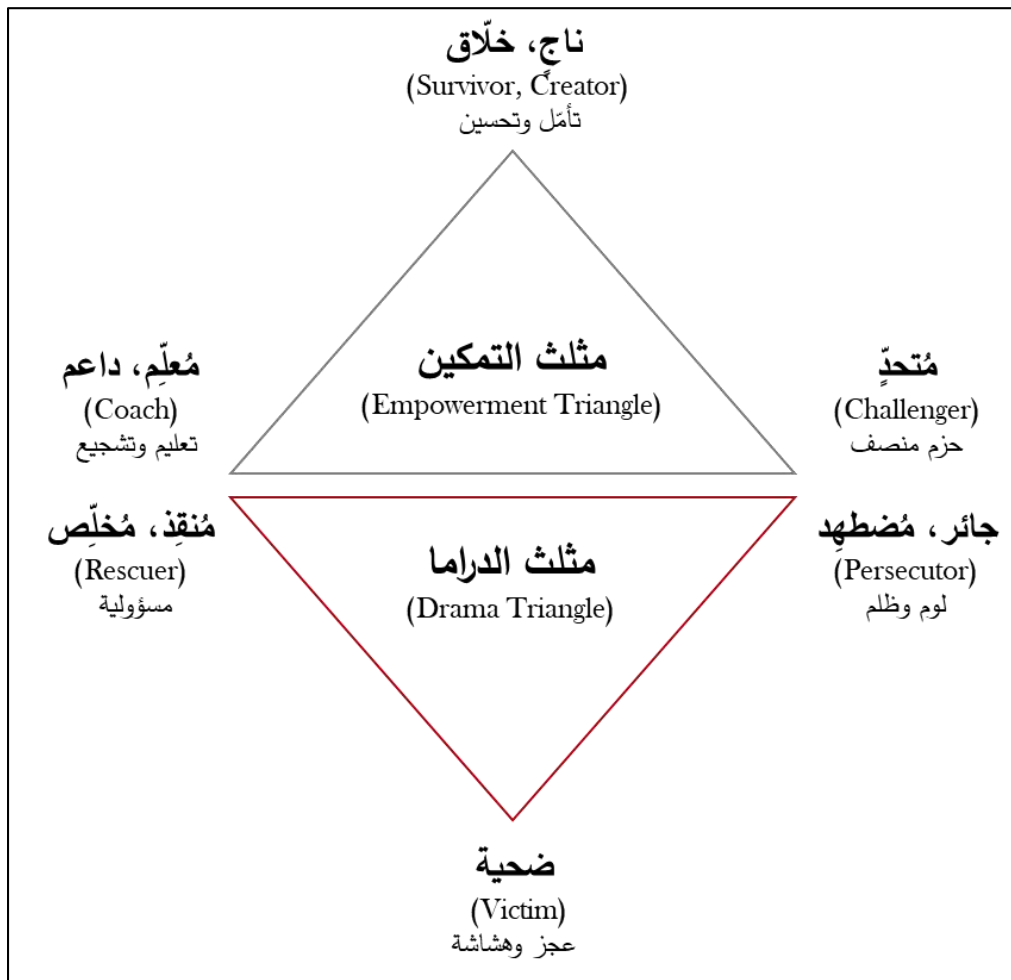 ناجٍ، خلّاق
(Survivor, Creator)
تأمّل وتحسين
مُتحدٍّ
(Challenger)
حزم منصف
مثلث التمكين
(Empowerment Triangle)
مُعلِّم، داعم
(Coach)
تعليم وتشجيع
جائر، مُضطهِد
(Persecutor)
لوم وظلم
مثلث الدراما
(Drama Triangle)
مُنقِذ، مُخلِّص
(Rescuer)
مسؤولية
ضحية
(Victim)
عجز وهشاشة